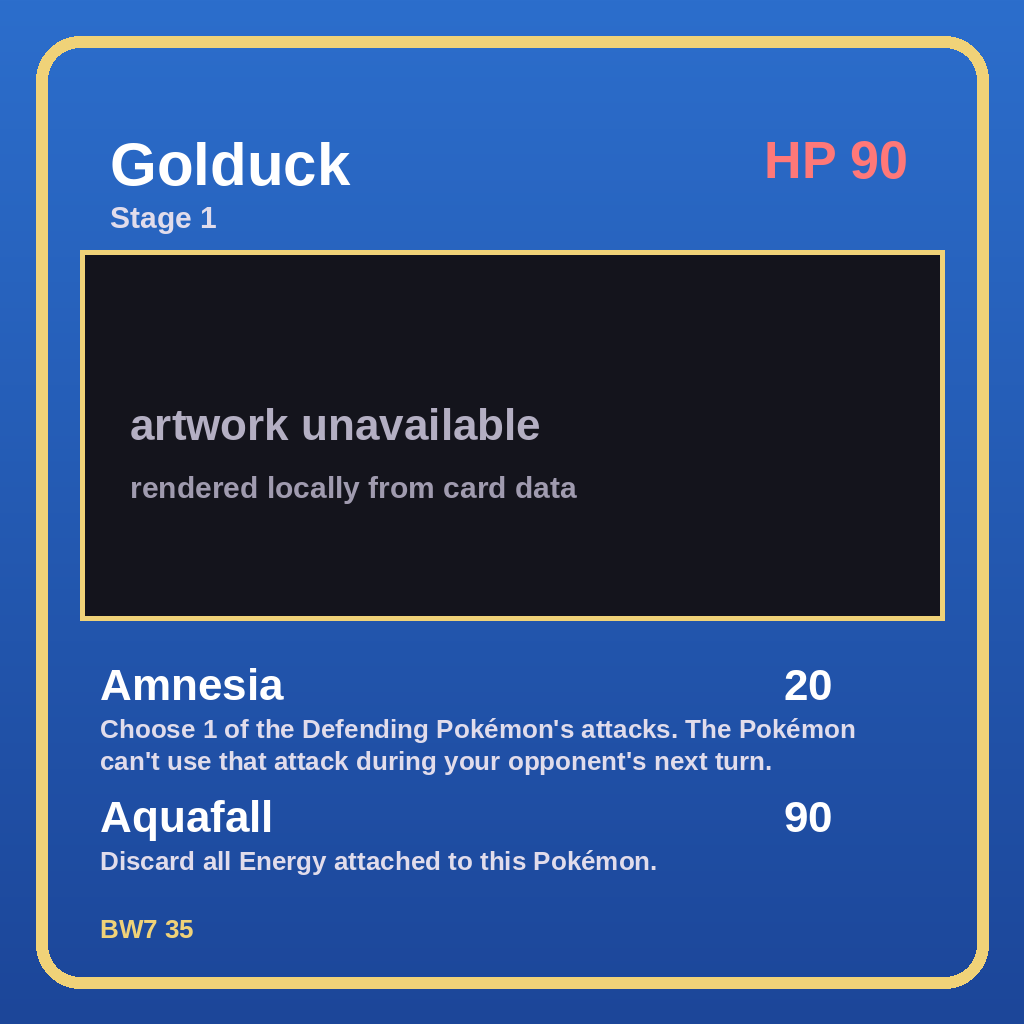 Golduck
HP 90
Stage 1
artwork unavailable
rendered locally from card data
Amnesia 20
Choose 1 of the Defending Pokémon's attacks. The Pokémon
can't use that attack during your opponent's next turn.
Aquafall 90
Discard all Energy attached to this Pokémon.
BW7 35